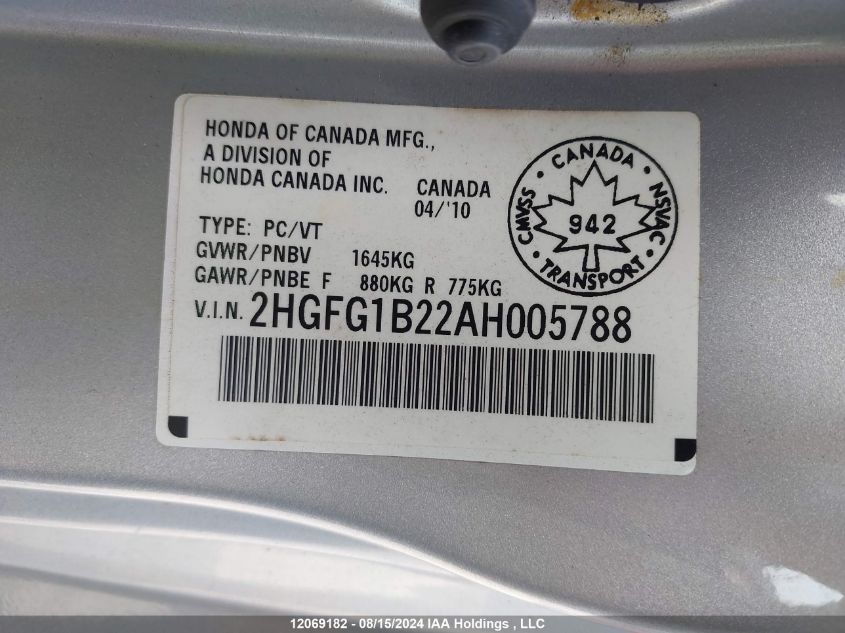 HONDA OF CANADA MFG.,
A DIVISION OF
HONDA CANADA INC. CANADA
04/'10
TYPE: PC/VT
GVWR/PNBV 1645KG
GAWR/PNBE F 880KG R 775KG
V.I.N. 2HGFG1B22AH005788
CMVSS · CANADA · NSVAC · TRANSPORT ·
942
12069182 - 08/15/2024 IAA Holdings , LLC